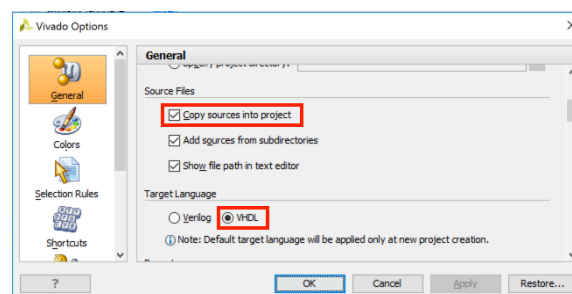 Vivado Options
General
General
Source Files
Copy sources into project
Colors
Add sources from subdirectories
Show file path in text editor
Selection Rules
Target Language
Verilog VHDL
Note: Default target language will be applied only at new project creation.
Shortcuts
? OK Cancel Apply Restore...